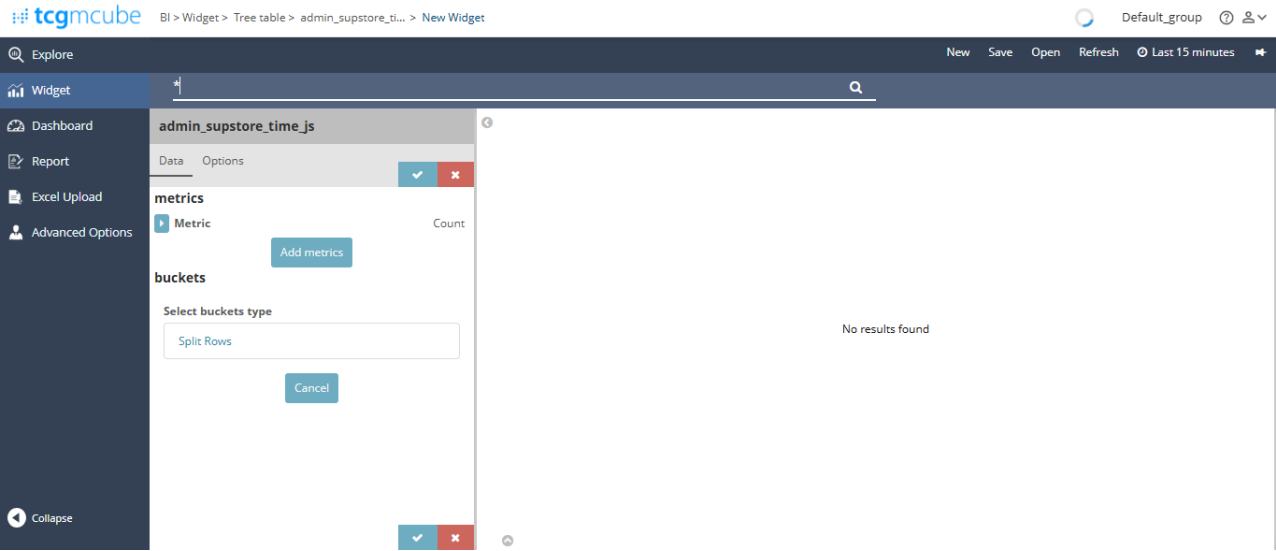 tcgmcube
BI > Widget > Tree table > admin_supstore_ti... > New Widget
Default_group
Explore
New Save Open Refresh Last 15 minutes
Widget
*
Dashboard
admin_supstore_time_js
Report
Data Options
Excel Upload
metrics
Advanced Options
Metric Count
Add metrics
buckets
Select buckets type
Split Rows
No results found
Cancel
Collapse